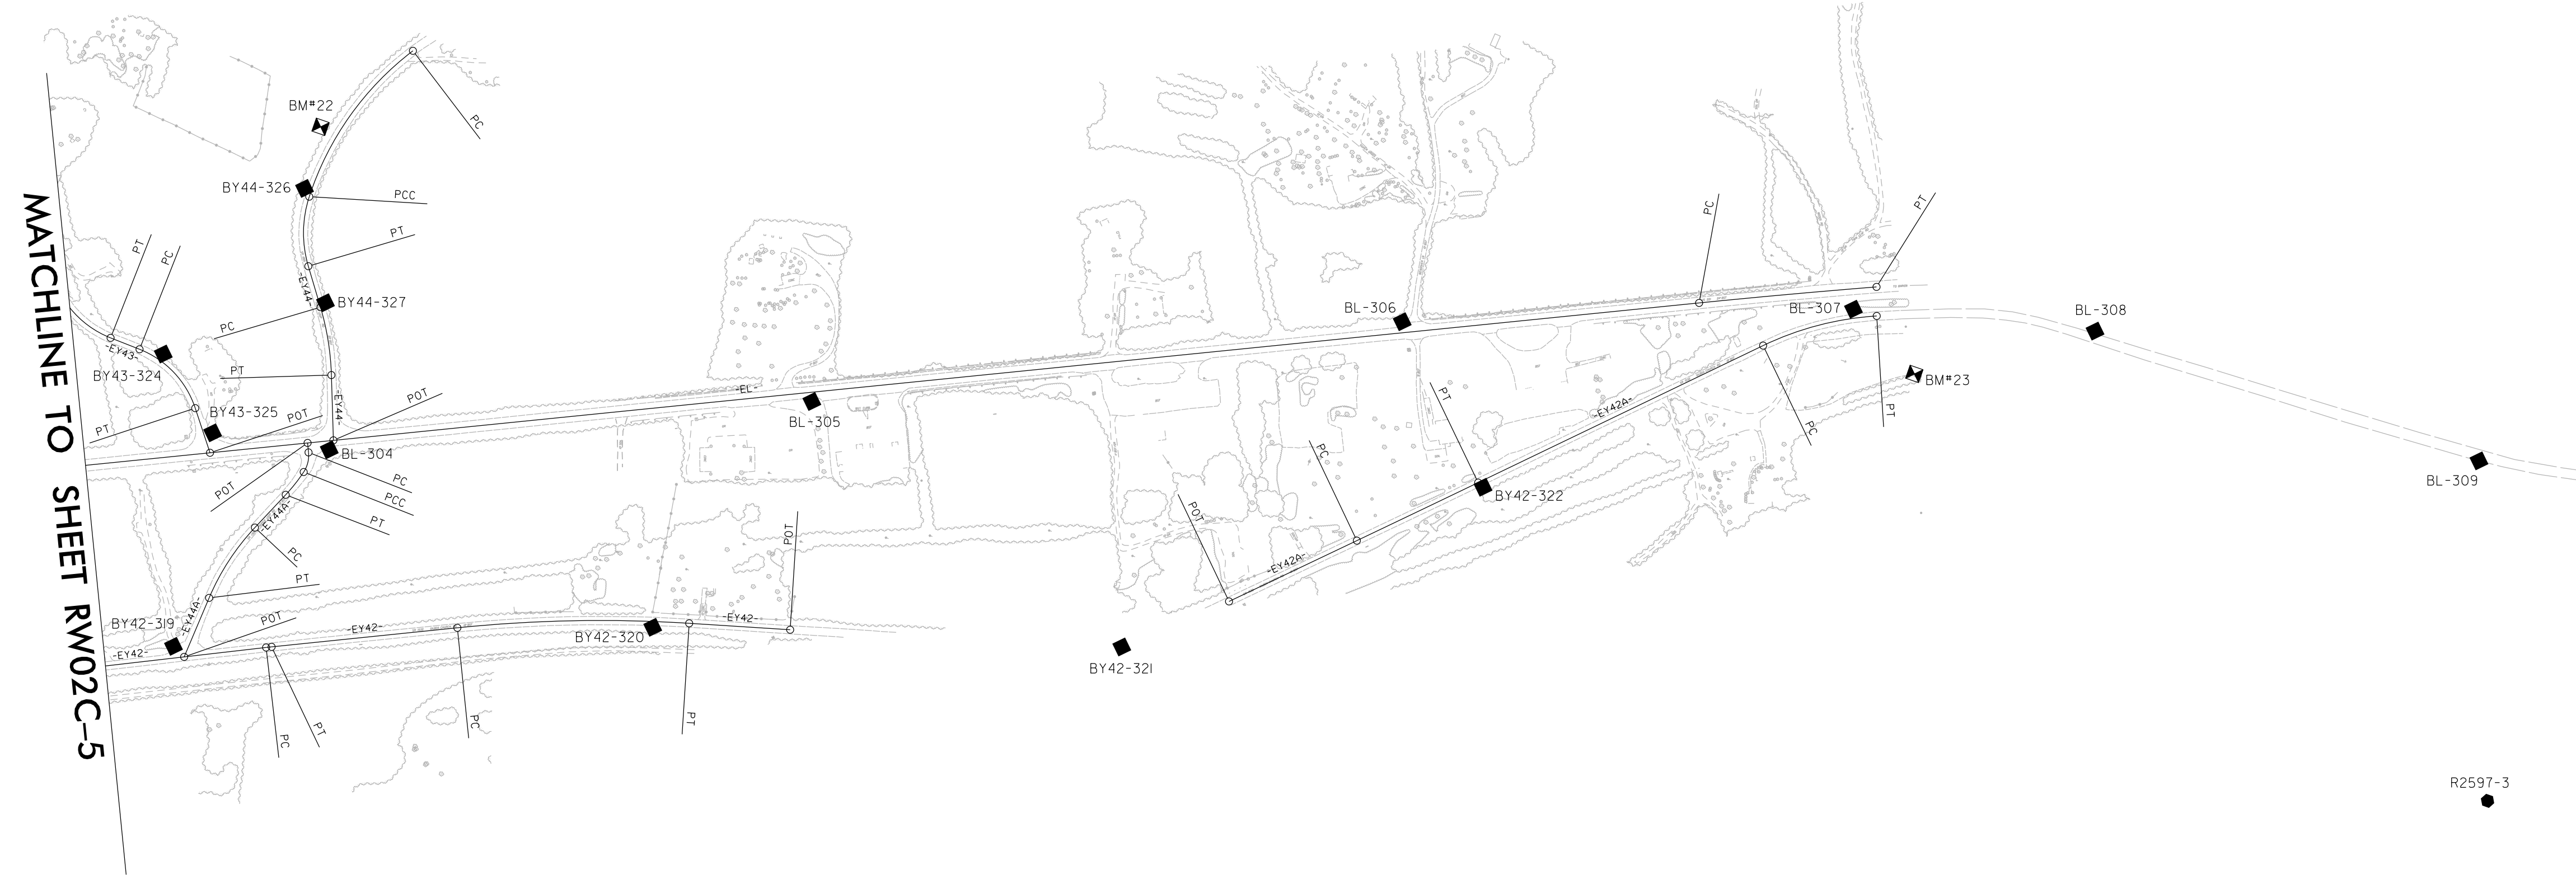 MATCHLINE TO SHEET RW02C-5
BM#22
PC
BY44-326
PCC
PT
-EY44-
BY44-327
PT
PC
PC
-EY43-
BY43-324
PT
-EY44-
POT
BY43-325
POT
PT
BL-304
PC
POT
PCC
-EY44A-
PT
PC
PT
-EY44A-
POT
BY42-319
-EY42-
-EY42-
PC
PT
PC
BY42-320
-EY42-
PT
POT
-EL-
BL-305
BL-306
PC
PT
BL-307
BL-308
BM#23
PT
PC
-EY42A-
PT
PC
BY42-322
POT
-EY42A-
BY42-321
BL-309
R2597-3